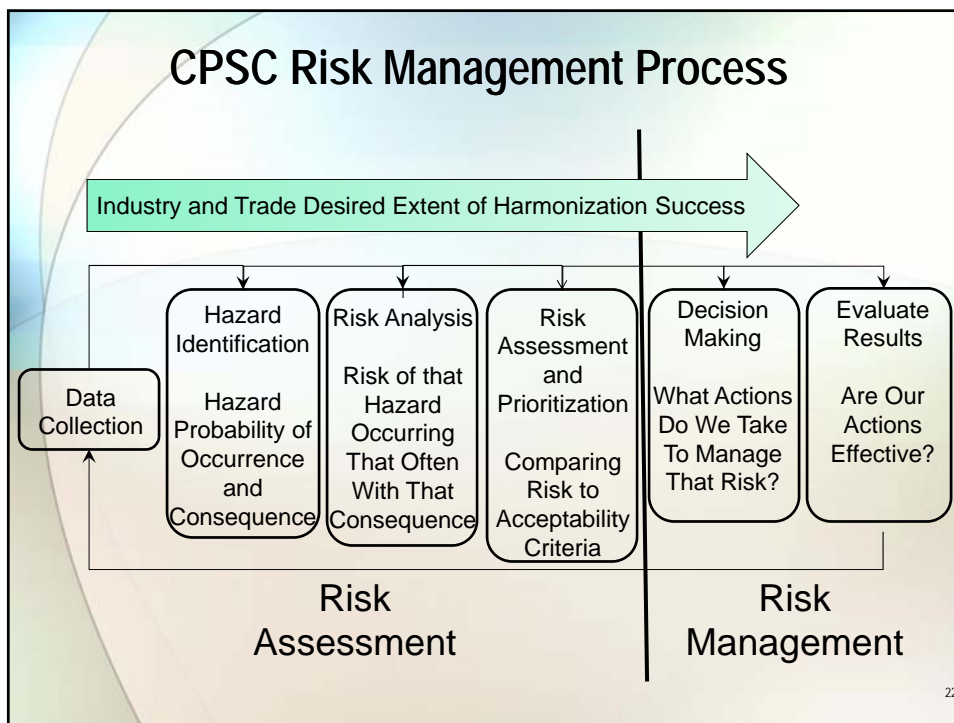 CPSC Risk Management Process
Industry and Trade Desired Extent of Harmonization Success
Data
Collection
Hazard
Identification
Hazard
Probability of
Occurrence
and
Consequence
Risk Analysis
Risk of that
Hazard
Occurring
That Often
With That
Consequence
Risk
Assessment
and
Prioritization
Comparing
Risk to
Acceptability
Criteria
Decision
Making
What Actions
Do We Take
To Manage
That Risk?
Evaluate
Results
Are Our
Actions
Effective?
Risk
Assessment
Risk
Management
22